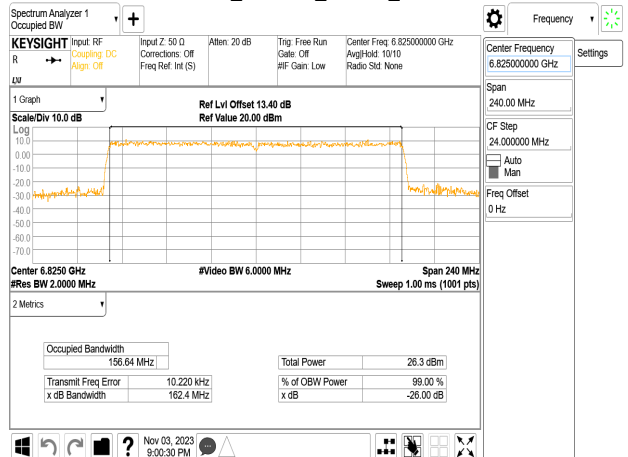 Spectrum Analyzer 1
Occupied BW
Frequency
KEYSIGHT
R
Input: RF
Coupling: DC
Align: Off
Input Z: 50 Ω
Corrections: Off
Freq Ref: Int (S)
Atten: 20 dB
Trig: Free Run
Gate: Off
#IF Gain: Low
Center Freq: 6.825000000 GHz
Avg|Hold: 10/10
Radio Std: None
Center Frequency
6.825000000 GHz
Settings
Span
240.00 MHz
CF Step
24.000000 MHz
Auto
Man
Freq Offset
0 Hz
1 Graph
Scale/Div 10.0 dB
Ref Lvl Offset 13.40 dB
Ref Value 20.00 dBm
Log
10.0
0.00
-10.0
-20.0
-30.0
-40.0
-50.0
-60.0
-70.0
Center 6.8250 GHz
#Video BW 6.0000 MHz
Span 240 MHz
#Res BW 2.0000 MHz
Sweep 1.00 ms (1001 pts)
2 Metrics
Occupied Bandwidth
156.64 MHz
Total Power 26.3 dBm
Transmit Freq Error 10.220 kHz
% of OBW Power 99.00 %
x dB Bandwidth 162.4 MHz
x dB -26.00 dB
?
Nov 03, 2023
9:00:30 PM